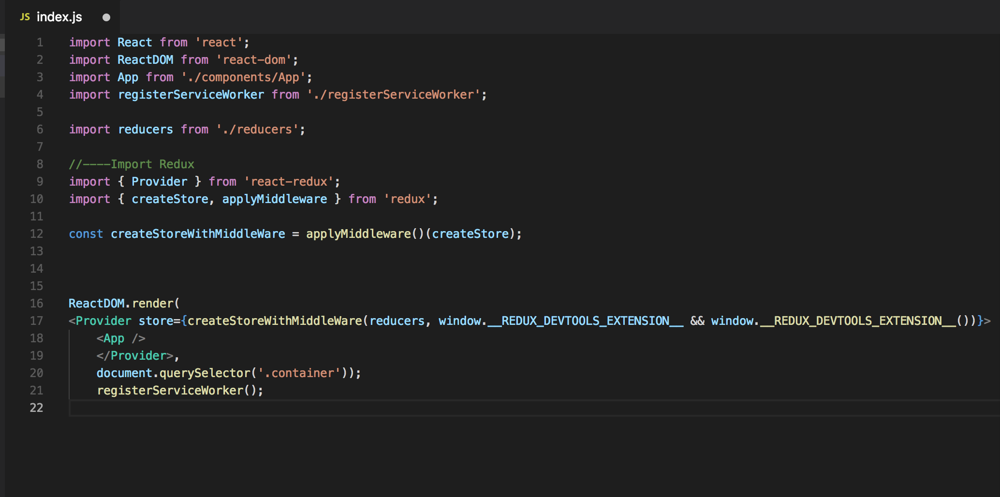 JS index.js
1 import React from 'react';
2 import ReactDOM from 'react-dom';
3 import App from './components/App';
4 import registerServiceWorker from './registerServiceWorker';
5
6 import reducers from './reducers';
7
8 //----Import Redux
9 import { Provider } from 'react-redux';
10 import { createStore, applyMiddleware } from 'redux';
11
12 const createStoreWithMiddleWare = applyMiddleware()(createStore);
13
14
15
16 ReactDOM.render(
17 <Provider store={createStoreWithMiddleWare(reducers, window.__REDUX_DEVTOOLS_EXTENSION__ && window.__REDUX_DEVTOOLS_EXTENSION__())}>
18     <App />
19     </Provider>,
20     document.querySelector('.container'));
21     registerServiceWorker();
22